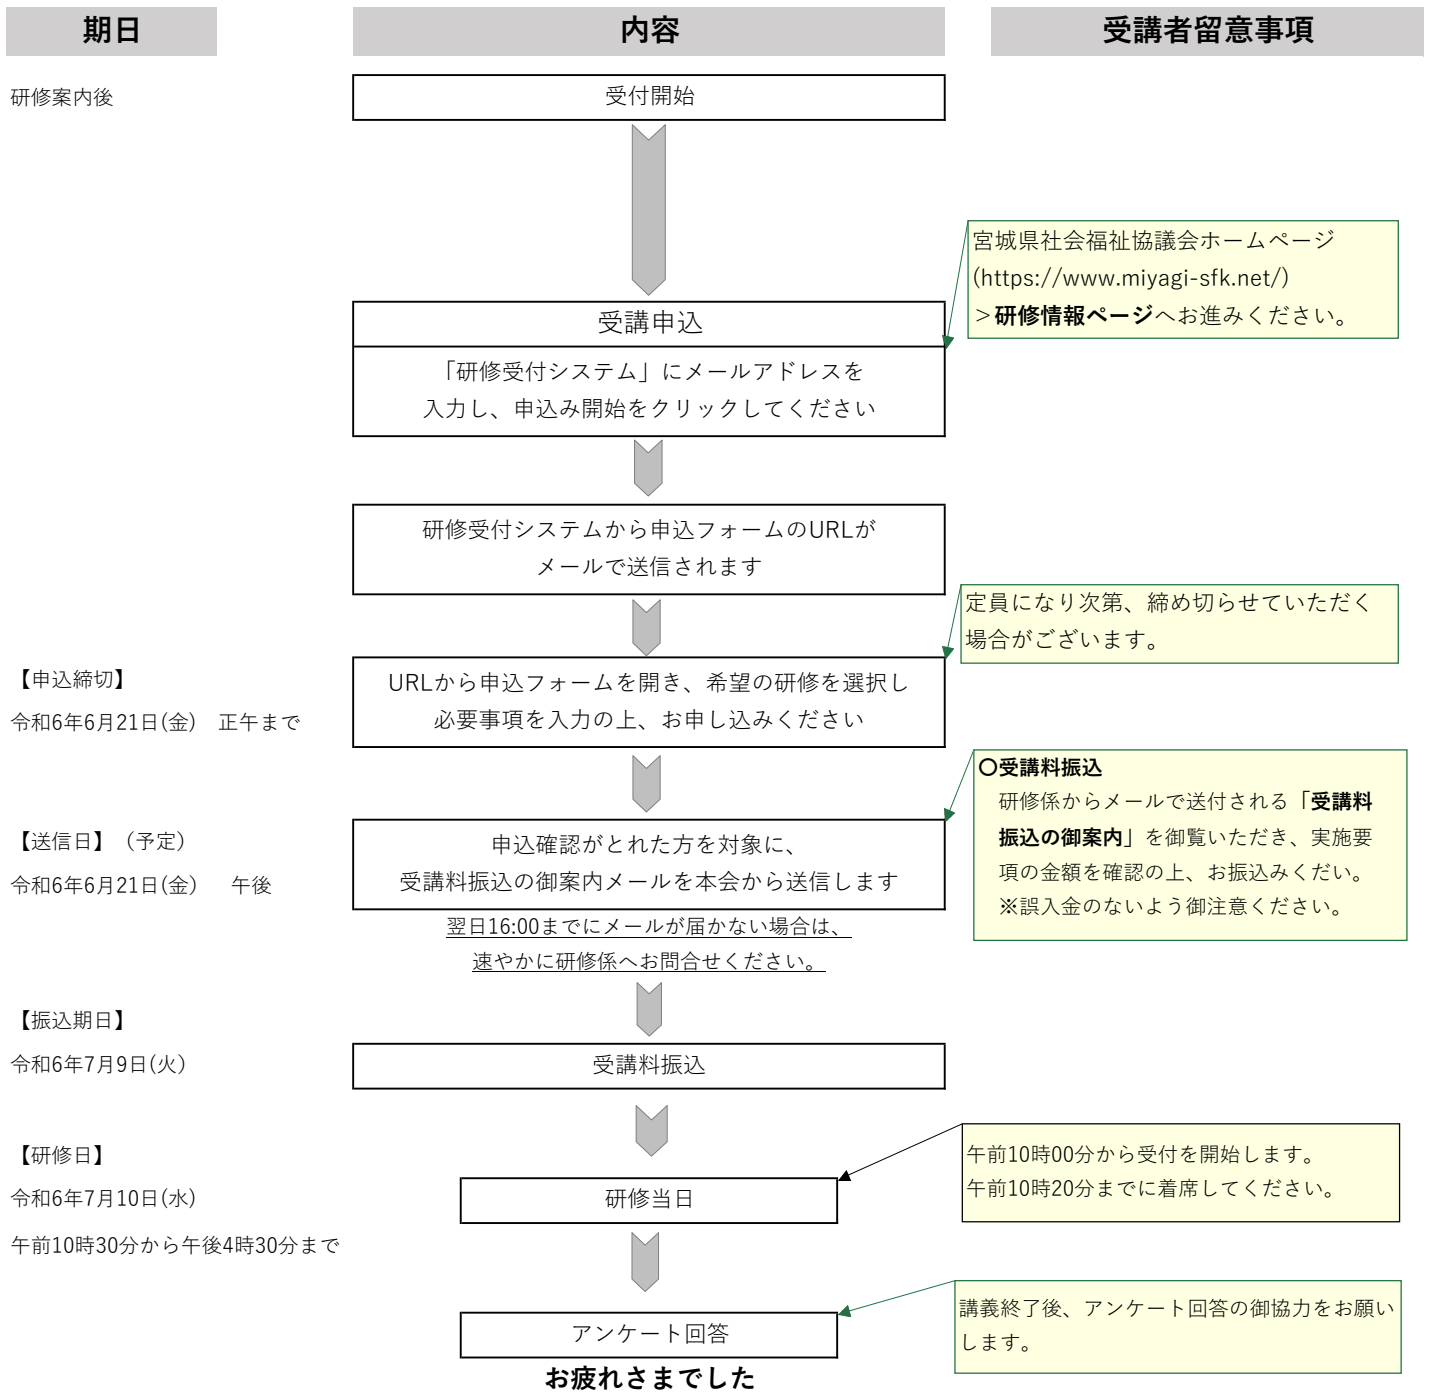 期日
内容
受講者留意事項
研修案内後
受付開始
宮城県社会福祉協議会ホームページ
(https://www.miyagi-sfk.net/)
＞研修情報ページへお進みください。
受講申込
「研修受付システム」にメールアドレスを
入力し、申込み開始をクリックしてください
研修受付システムから申込フォームのURLが
メールで送信されます
定員になり次第、締め切らせていただく
場合がございます。
【申込締切】
令和6年6月21日(金)　正午まで
URLから申込フォームを開き、希望の研修を選択し
必要事項を入力の上、お申し込みください
〇受講料振込
研修係からメールで送付される「受講料
振込の御案内」を御覧いただき、実施要
項の金額を確認の上、お振込みくだい。
※誤入金のないよう御注意ください。
【送信日】（予定）
令和6年6月21日(金)　午後
申込確認がとれた方を対象に、
受講料振込の御案内メールを本会から送信します
翌日16:00までにメールが届かない場合は、
速やかに研修係へお問合せください。
【振込期日】
令和6年7月9日(火）
受講料振込
【研修日】
令和6年7月10日(水)
午前10時30分から午後4時30分まで
研修当日
午前10時00分から受付を開始します。
午前10時20分までに着席してください。
アンケート回答
講義終了後、アンケート回答の御協力をお願い
します。
お疲れさまでした